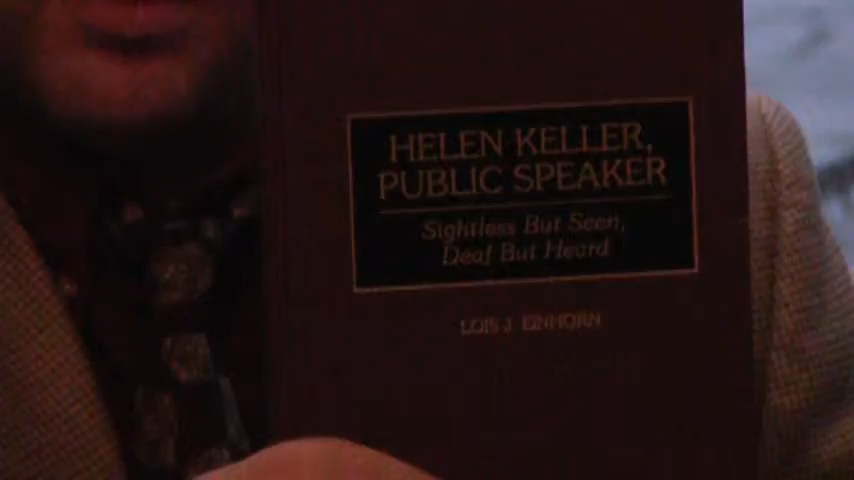 HELEN KELLER,
PUBLIC SPEAKER
Sightless But Seen,
Deaf But Heard
LOIS J. EINHORN